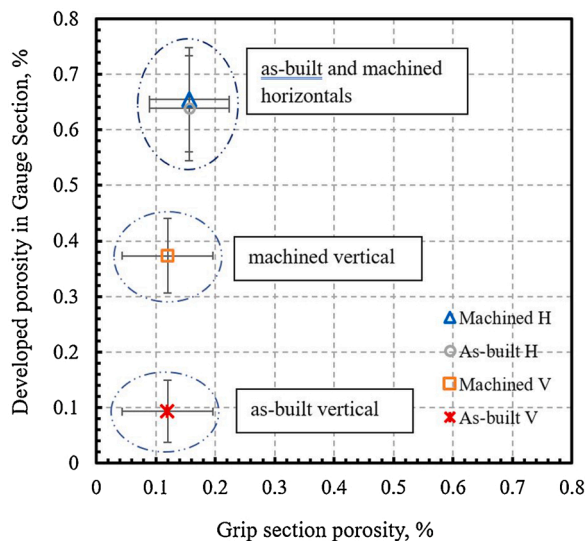 0.8
0.7
0.6
0.5
0.4
0.3
0.2
0.1
0
Developed porosity in Gauge Section, %
as-built and machined
horizontals
machined vertical
as-built vertical
Machined H
As-built H
Machined V
As-built V
0 0.1 0.2 0.3 0.4 0.5 0.6 0.7 0.8
Grip section porosity, %